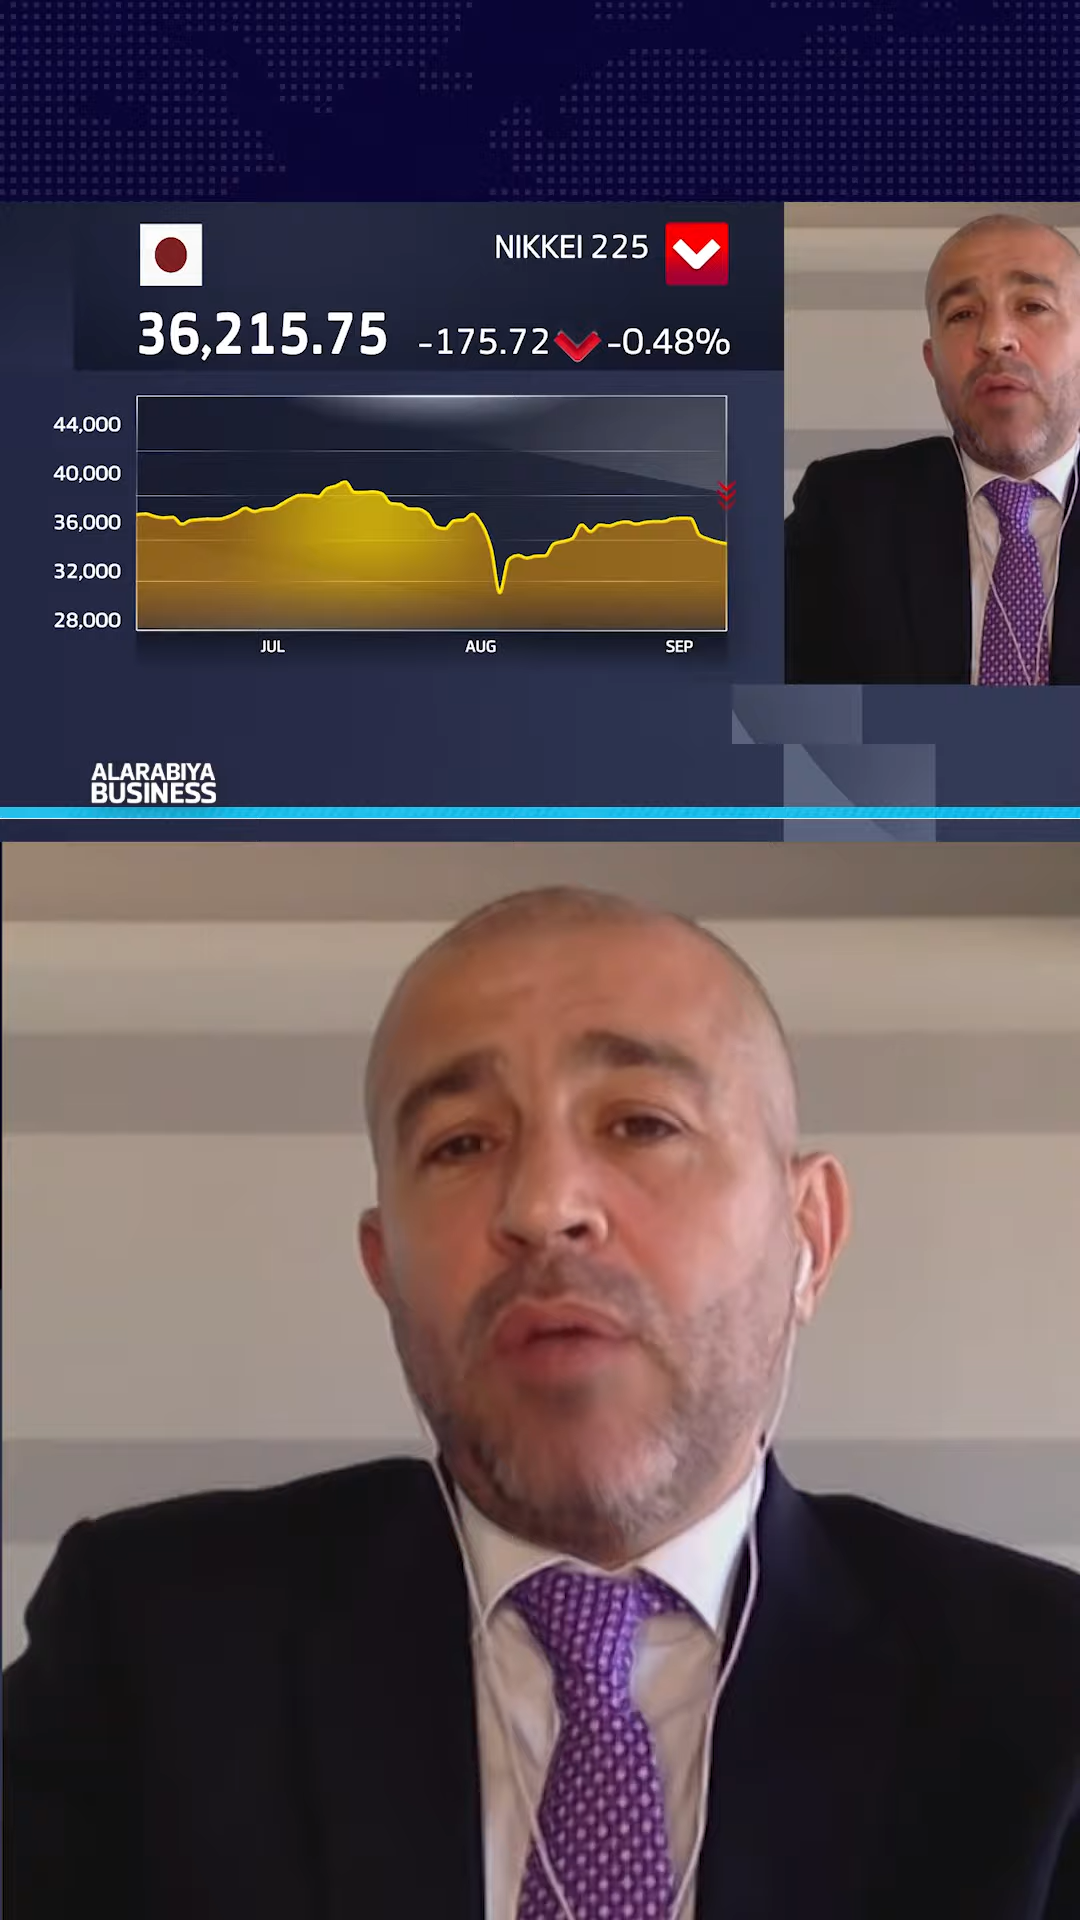 NIKKEI 225
36,215.75 -175.72 -0.48%
44,000
40,000
36,000
32,000
28,000
JUL AUG SEP
ALARABIYA
BUSINESS